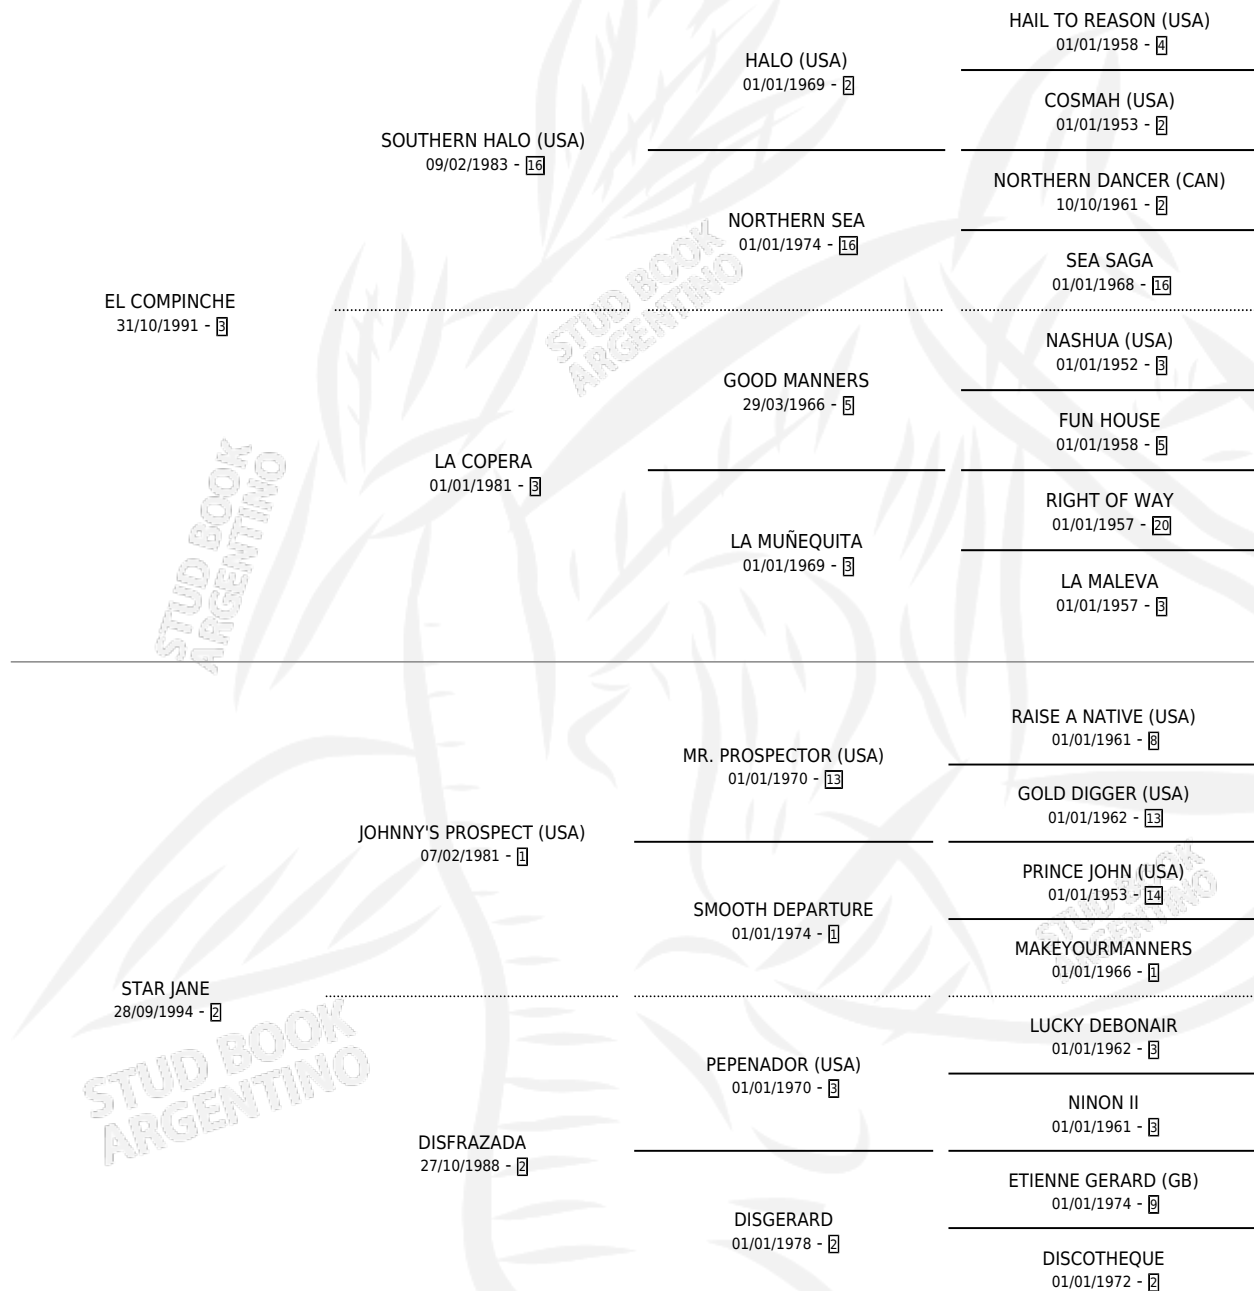 HAIL TO REASON (USA)
01/01/1958 - 4
HALO (USA)
01/01/1969 - 2
COSMAH (USA)
01/01/1953 - 2
SOUTHERN HALO (USA)
09/02/1983 - 16
NORTHERN DANCER (CAN)
10/10/1961 - 2
NORTHERN SEA
01/01/1974 - 16
SEA SAGA
01/01/1968 - 16
EL COMPINCHE
31/10/1991 - 3
NASHUA (USA)
01/01/1952 - 3
GOOD MANNERS
29/03/1966 - 5
FUN HOUSE
01/01/1958 - 5
LA COPERA
01/01/1981 - 3
RIGHT OF WAY
01/01/1957 - 20
LA MUÑEQUITA
01/01/1969 - 3
LA MALEVA
01/01/1957 - 3
RAISE A NATIVE (USA)
01/01/1961 - 8
MR. PROSPECTOR (USA)
01/01/1970 - 13
GOLD DIGGER (USA)
01/01/1962 - 13
JOHNNY'S PROSPECT (USA)
07/02/1981 - 1
PRINCE JOHN (USA)
01/01/1953 - 14
SMOOTH DEPARTURE
01/01/1974 - 1
MAKEYOURMANNERS
01/01/1966 - 1
STAR JANE
28/09/1994 - 2
LUCKY DEBONAIR
01/01/1962 - 3
PEPENADOR (USA)
01/01/1970 - 3
NINON II
01/01/1961 - 3
DISFRAZADA
27/10/1988 - 2
ETIENNE GERARD (GB)
01/01/1974 - 9
DISGERARD
01/01/1978 - 2
DISCOTHEQUE
01/01/1972 - 2
STUD BOOK
ARGENTINO
STUD BOOK
ARGENTINO
STUD BOOK
ARGENTINO
STUD BOOK
ARGENTINO